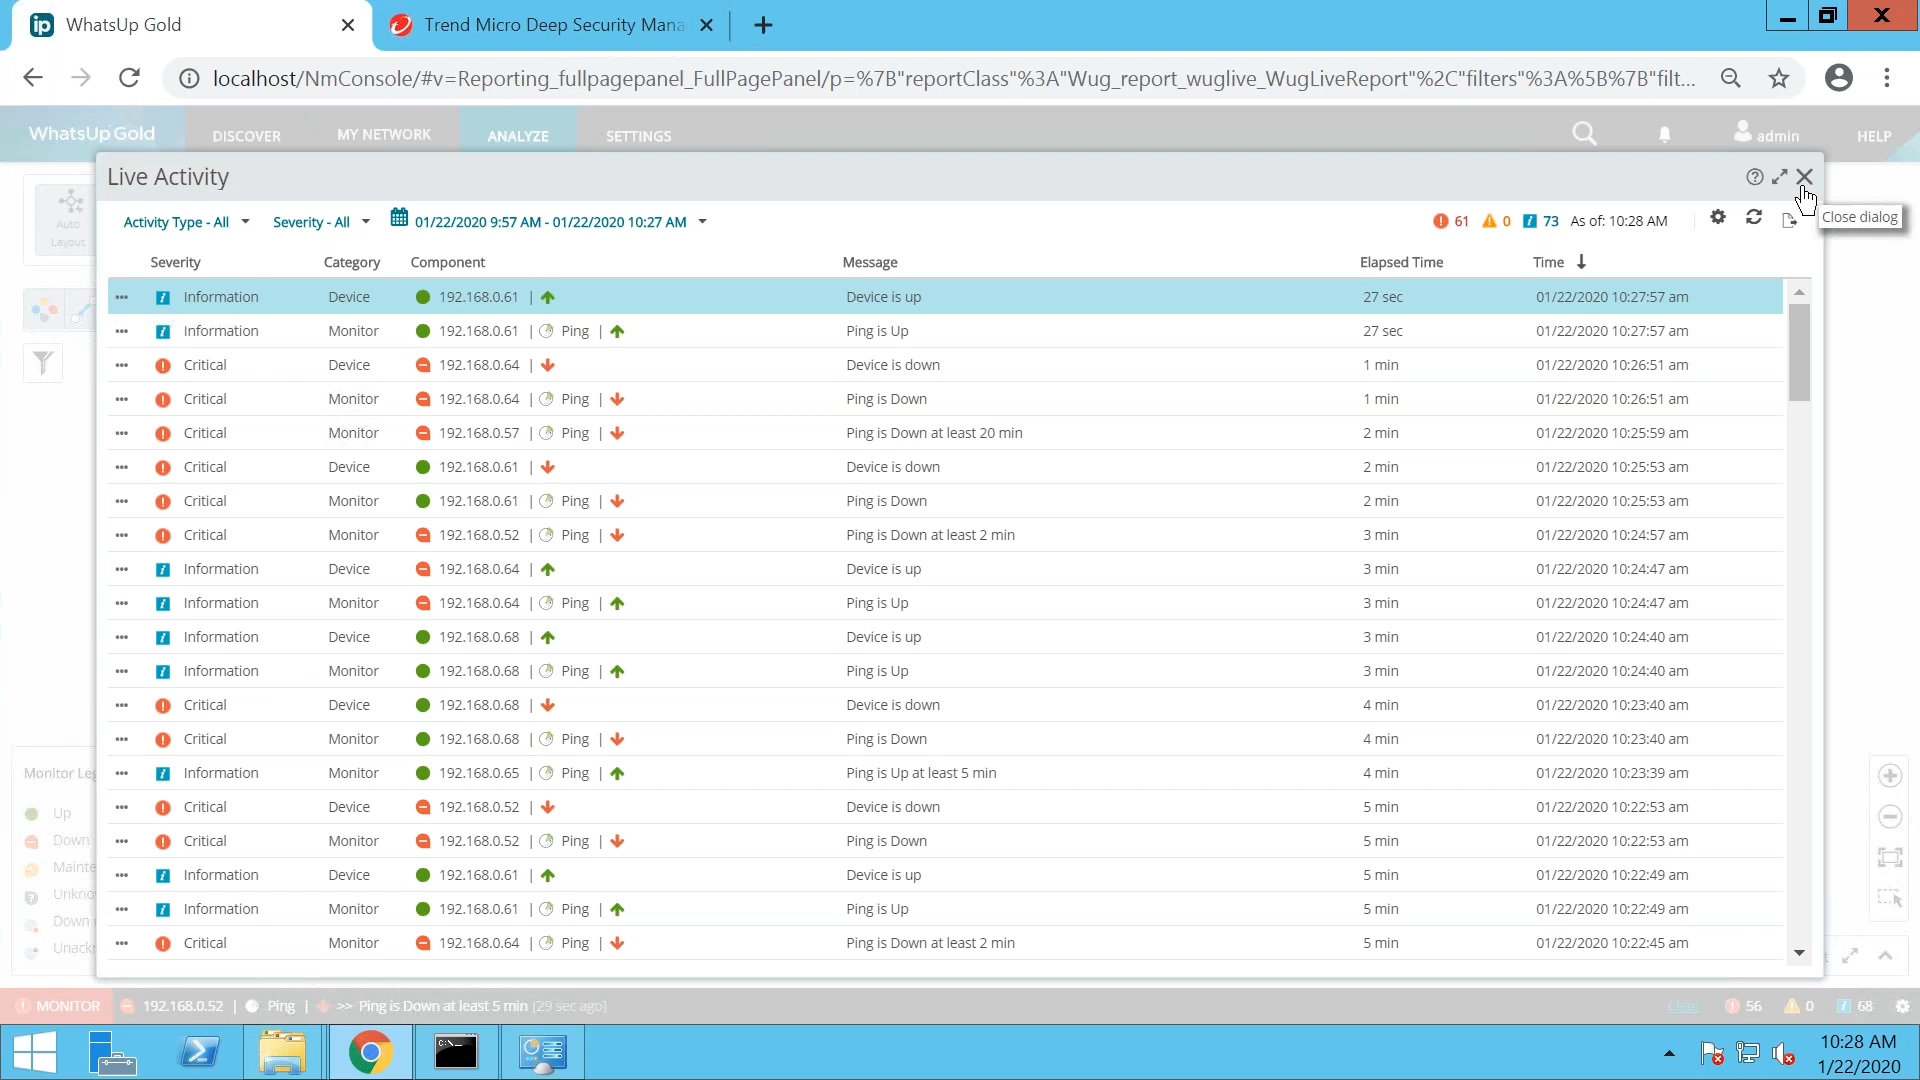 WhatsUp Gold
Trend Micro Deep Security Mana
localhost/NmConsole/#v=Reporting_fullpagepanel_FullPagePanel/p=%7B"reportClass"%3A"Wug_report_wuglive_WugLiveReport"%2C"filters"%3A%5B%7B"filt...
WhatsUp Gold DISCOVER MY NETWORK ANALYZE SETTINGS admin HELP
Live Activity
Close dialog
Auto
Layout
Activity Type - All Severity - All 01/22/2020 9:57 AM - 01/22/2020 10:27 AM 61 0 73 As of: 10:28 AM
Severity Category Component Message Elapsed Time Time
Information Device 192.168.0.61 | Device is up 27 sec 01/22/2020 10:27:57 am
Information Monitor 192.168.0.61 | Ping | Ping is Up 27 sec 01/22/2020 10:27:57 am
Critical Device 192.168.0.64 | Device is down 1 min 01/22/2020 10:26:51 am
Critical Monitor 192.168.0.64 | Ping | Ping is Down 1 min 01/22/2020 10:26:51 am
Critical Monitor 192.168.0.57 | Ping | Ping is Down at least 20 min 2 min 01/22/2020 10:25:59 am
Critical Device 192.168.0.61 | Device is down 2 min 01/22/2020 10:25:53 am
Critical Monitor 192.168.0.61 | Ping | Ping is Down 2 min 01/22/2020 10:25:53 am
Critical Monitor 192.168.0.52 | Ping | Ping is Down at least 2 min 3 min 01/22/2020 10:24:57 am
Information Device 192.168.0.64 | Device is up 3 min 01/22/2020 10:24:47 am
Information Monitor 192.168.0.64 | Ping | Ping is Up 3 min 01/22/2020 10:24:47 am
Information Device 192.168.0.68 | Device is up 3 min 01/22/2020 10:24:40 am
Information Monitor 192.168.0.68 | Ping | Ping is Up 3 min 01/22/2020 10:24:40 am
Critical Device 192.168.0.68 | Device is down 4 min 01/22/2020 10:23:40 am
Critical Monitor 192.168.0.68 | Ping | Ping is Down 4 min 01/22/2020 10:23:40 am
Information Monitor 192.168.0.65 | Ping | Ping is Up at least 5 min 4 min 01/22/2020 10:23:39 am
Critical Device 192.168.0.52 | Device is down 5 min 01/22/2020 10:22:53 am
Critical Monitor 192.168.0.52 | Ping | Ping is Down 5 min 01/22/2020 10:22:53 am
Information Device 192.168.0.61 | Device is up 5 min 01/22/2020 10:22:49 am
Information Monitor 192.168.0.61 | Ping | Ping is Up 5 min 01/22/2020 10:22:49 am
Critical Monitor 192.168.0.64 | Ping | Ping is Down at least 2 min 5 min 01/22/2020 10:22:45 am
Monitor Leg
Up
Down
Mainte
Unkno
Down
Unackn
MONITOR 192.168.0.52 | Ping | >> Ping is Down at least 5 min (29 sec ago) Clear 56 0 68
10:28 AM
1/22/2020